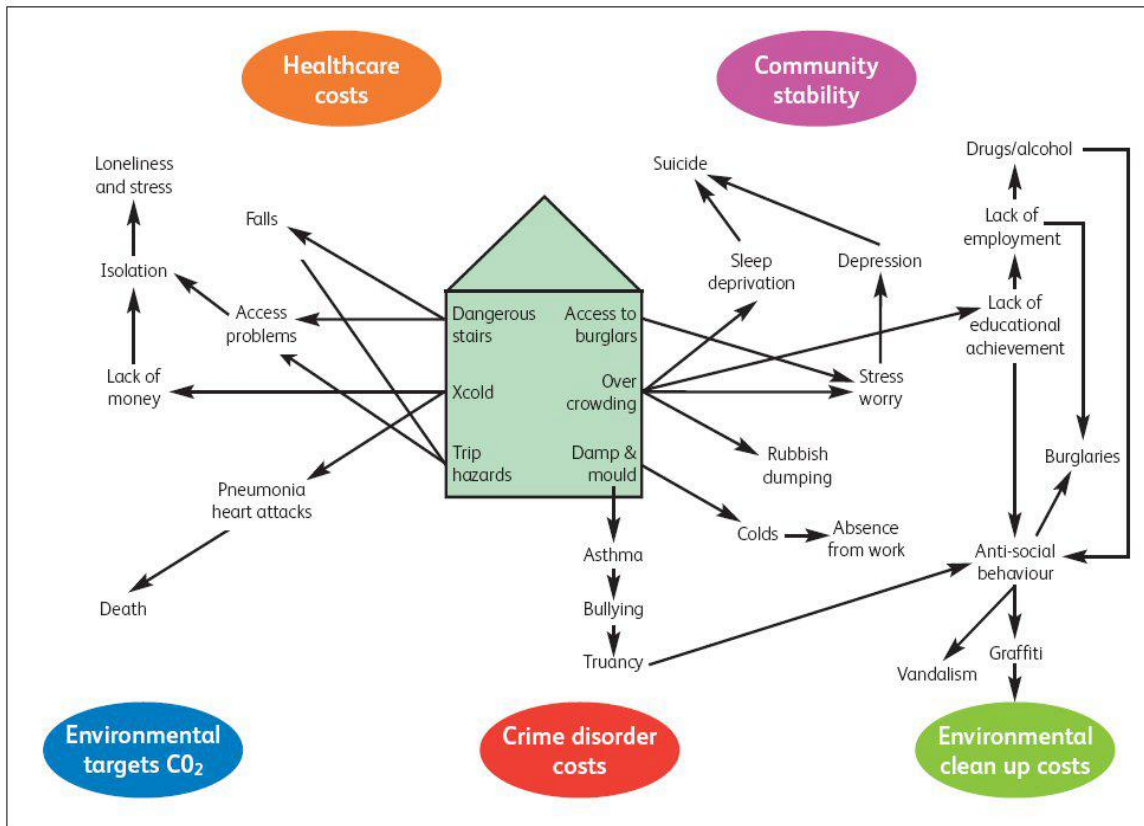 Healthcare
costs
Community
stability
Loneliness
and stress
Falls
Isolation
Access
problems
Lack of
money
Pneumonia
heart attacks
Death
Dangerous
stairs
Xcold
Trip
hazards
Access to
burglars
Over
crowding
Damp &
mould
Suicide
Sleep
deprivation
Depression
Stress
worry
Rubbish
dumping
Colds
Absence
from work
Asthma
Bullying
Truancy
Drugs/alcohol
Lack of
employment
Lack of
educational
achievement
Burglaries
Anti-social
behaviour
Graffiti
Vandalism
Environmental
targets C0₂
Crime disorder
costs
Environmental
clean up costs